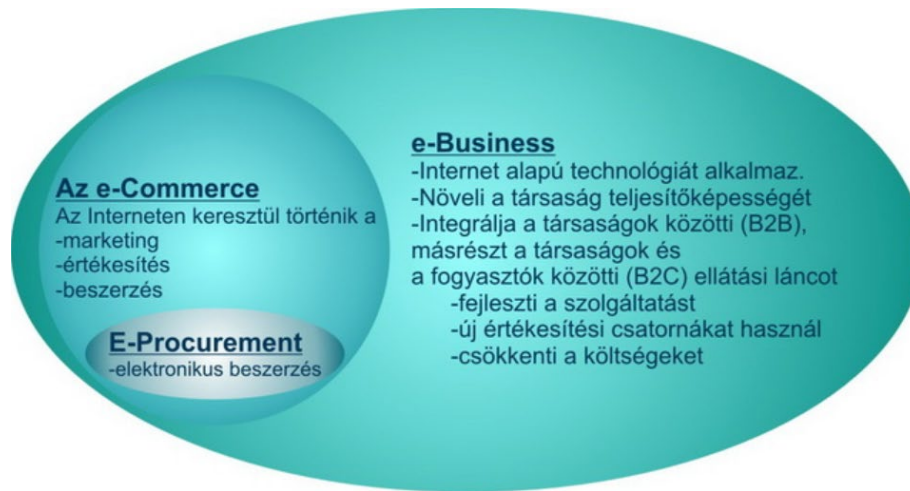 Az e-Commerce
Az Interneten keresztül történik a
-marketing
-értékesítés
-beszerzés
E-Procurement
-elektronikus beszerzés
e-Business
-Internet alapú technológiát alkalmaz.
-Növeli a társaság teljesítőképességét
-Integrálja a társaságok közötti (B2B),
másrészt a társaságok és
a fogyasztók közötti (B2C) ellátási láncot
-fejleszti a szolgáltatást
-új értékesítési csatornákat használ
-csökkenti a költségeket